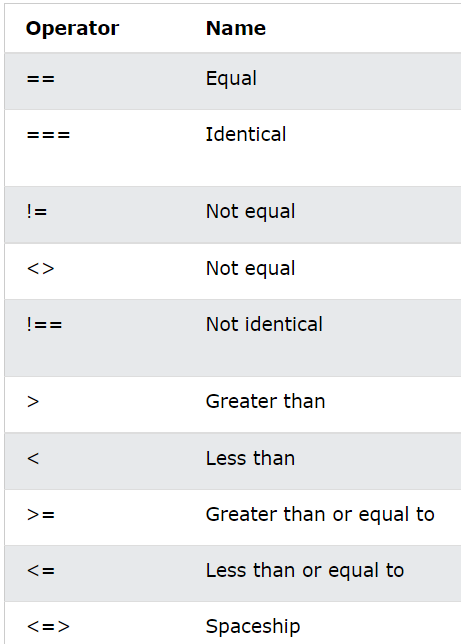 Operator Name
== Equal
=== Identical
!= Not equal
<> Not equal
!== Not identical
> Greater than
< Less than
>= Greater than or equal to
<= Less than or equal to
<=> Spaceship